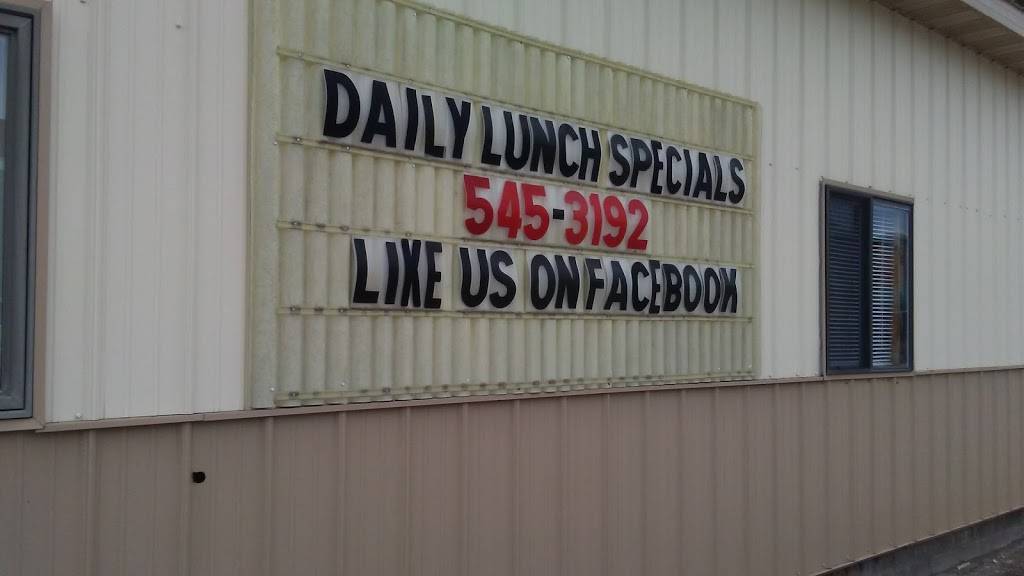 DAILY LUNCH SPECIALS
545-3192
LIKE US ON FACEBOOK